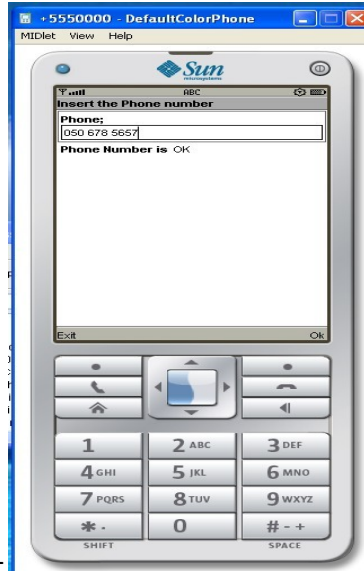 +5550000 - DefaultColorPhone
MIDlet View Help
Sun
microsystems
ABC
Insert the Phone number
Phone;
050 678 5657
Phone Number is OK
Exit Ok
1 2 ABC 3 DEF
4 GHI 5 JKL 6 MNO
7 PQRS 8 TUV 9 WXYZ
* . 0 # - +
SHIFT SPACE